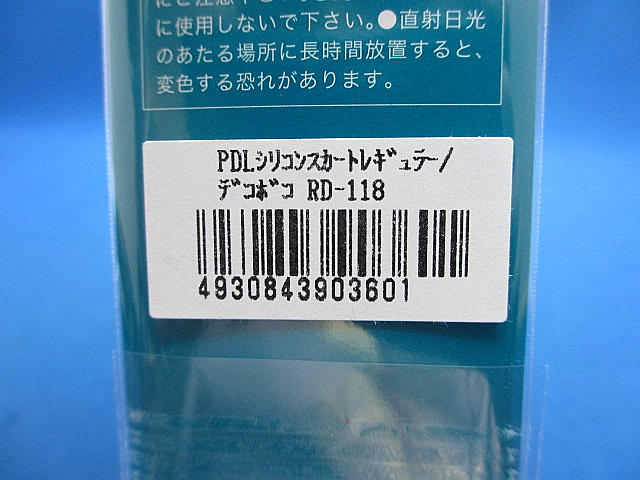 に使用しないで下さい。●直射日光
のあたる場所に長時間放置すると、
変色する恐れがあります。
PDLｼﾘｺﾝｽｶｰﾄﾚｷﾞｭﾃｰ/
ﾃﾞｺﾎﾞｺ RD-118
4930843903601